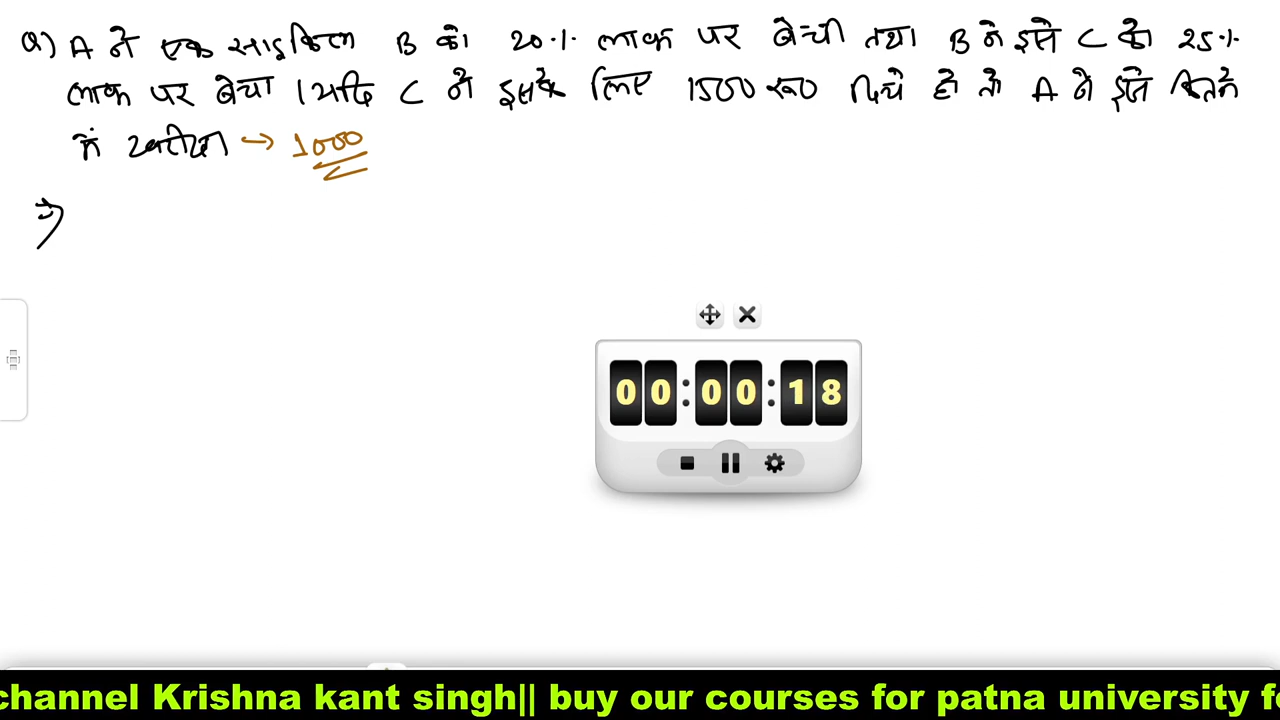 Q) A ने एक साइकिल B को 20% लाभ पर बेची तथा B ने इसे C को 25%
लाभ पर बेचा । यदि C ने इसके लिए 1500 रू0 दिये हो तो A ने इसे कितने
में खरीदा → 1000
⇒
00:00:18
channel Krishna kant singh|| buy our courses for patna university fo